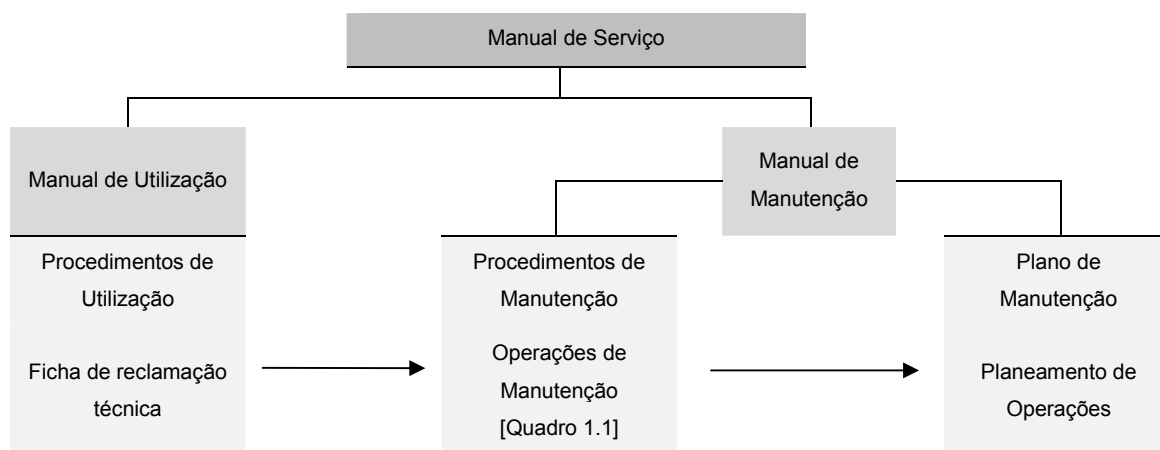 Manual de Serviço
Manual de Utilização
Manual de
Manutenção
Procedimentos de
Utilização
Ficha de reclamação
técnica
Procedimentos de
Manutenção
Operações de
Manutenção
[Quadro 1.1]
Plano de
Manutenção
Planeamento de
Operações